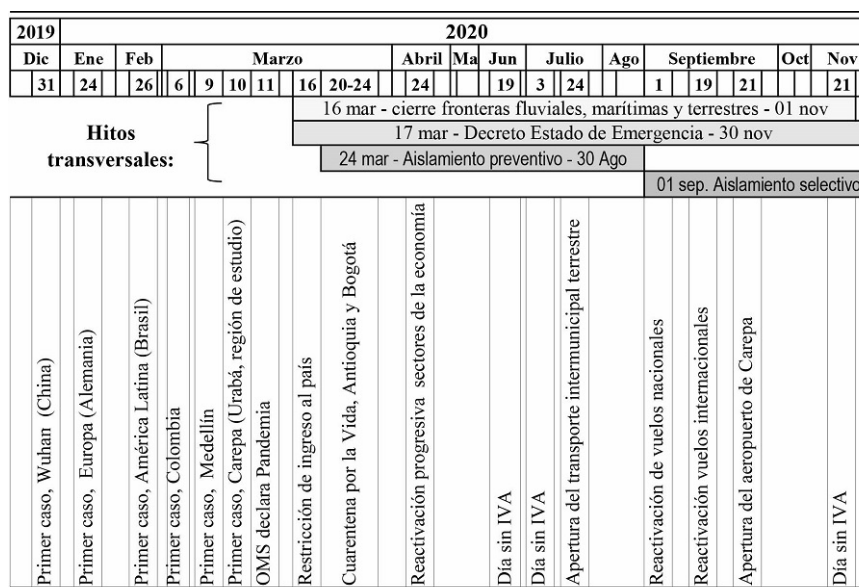 2019 2020
Dic Ene Feb Marzo Abril Ma Jun Julio Ago Septiembre Oct Nov
31 24 26 6 9 10 11 16 20-24 24 19 3 24 1 19 21 21
Hitos
transversales:
16 mar - cierre fronteras fluviales, marítimas y terrestres - 01 nov
17 mar - Decreto Estado de Emergencia - 30 nov
24 mar - Aislamiento preventivo - 30 Ago
01 sep. Aislamiento selectivo
Primer caso, Wuhan (China)
Primer caso, Europa (Alemania)
Primer caso, América Latina (Brasil)
Primer caso, Colombia
Primer caso, Medellín
Primer caso, Carepa (Urabá, región de estudio)
OMS declara Pandemia
Restricción de ingreso al país
Cuarentena por la Vida, Antioquia y Bogotá
Reactivación progresiva sectores de la economía
Día sin IVA
Día sin IVA
Apertura del transporte intermunicipal terrestre
Reactivación de vuelos nacionales
Reactivación vuelos internacionales
Apertura del aeropuerto de Carepa
Día sin IVA